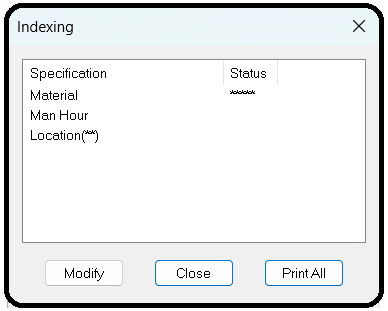 Indexing
Specification Status
Material ******
Man Hour
Location(**)
Modify Close Print All